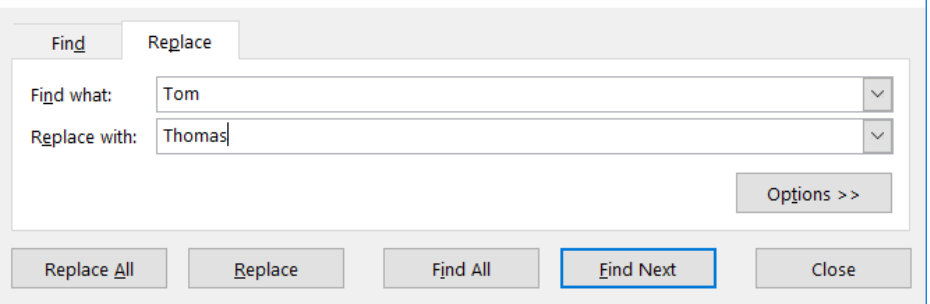 Find Replace
Find what: Tom
Replace with: Thomas
Options >>
Replace All Replace Find All Find Next Close